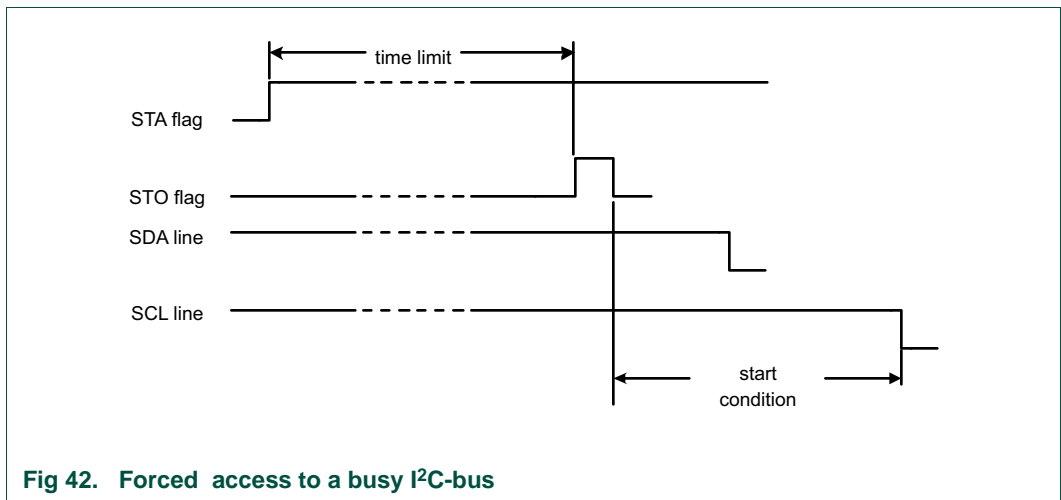 time limit
STA flag
STO flag
SDA line
SCL line
start
condition
Fig 42. Forced access to a busy I²C-bus